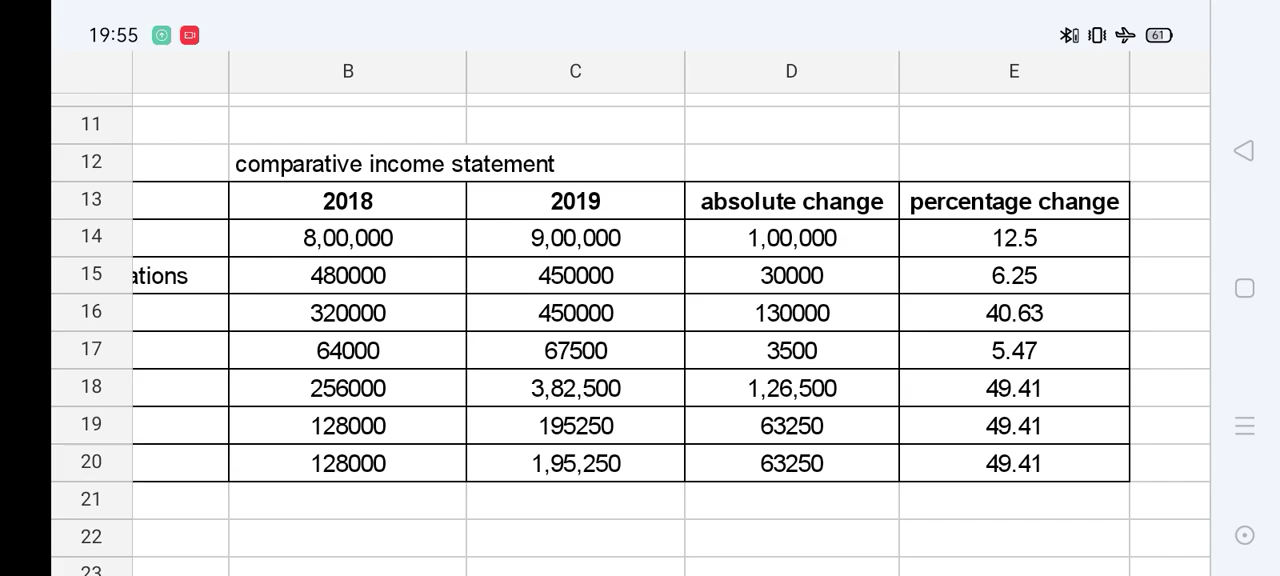 19:55 61
B C D E
11
12 comparative income statement
13 2018 2019 absolute change percentage change
14 8,00,000 9,00,000 1,00,000 12.5
15 ations 480000 450000 30000 6.25
16 320000 450000 130000 40.63
17 64000 67500 3500 5.47
18 256000 3,82,500 1,26,500 49.41
19 128000 195250 63250 49.41
20 128000 1,95,250 63250 49.41
21
22
23